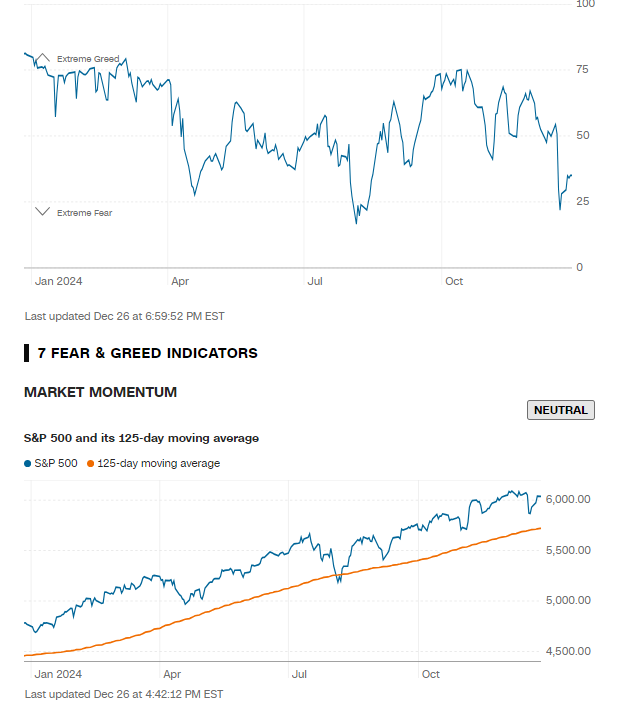 100
Extreme Greed
75
50
25
Extreme Fear
0
Jan 2024 Apr Jul Oct
Last updated Dec 26 at 6:59:52 PM EST
7 FEAR & GREED INDICATORS
MARKET MOMENTUM
NEUTRAL
S&P 500 and its 125-day moving average
S&P 500 125-day moving average
6,000.00
5,500.00
5,000.00
4,500.00
Jan 2024 Apr Jul Oct
Last updated Dec 26 at 4:42:12 PM EST